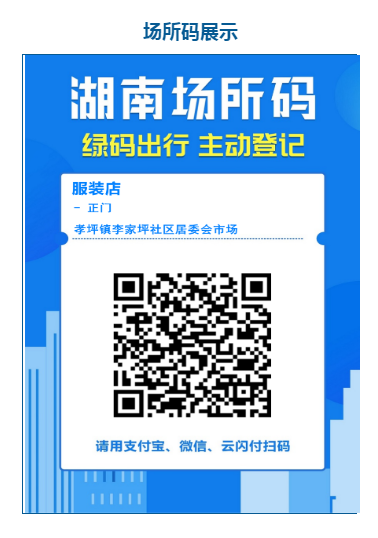 场所码展示
湖南场所码
绿码出行 主动登记
服装店
- 正门
孝坪镇李家坪社区居委会市场
请用支付宝、微信、云闪付扫码